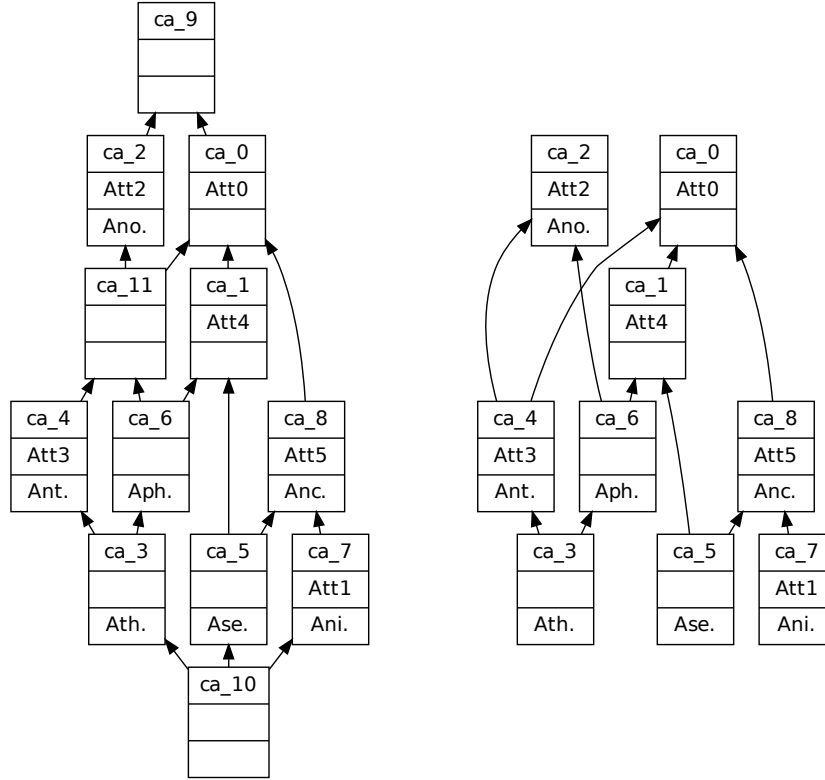 ca_9
ca_2
Att2
Ano.
ca_0
Att0
ca_11
ca_1
Att4
ca_4
Att3
Ant.
ca_6
Aph.
ca_8
Att5
Anc.
ca_3
Ath.
ca_5
Ase.
ca_7
Att1
Ani.
ca_10
ca_2
Att2
Ano.
ca_0
Att0
ca_1
Att4
ca_4
Att3
Ant.
ca_6
Aph.
ca_8
Att5
Anc.
ca_3
Ath.
ca_5
Ase.
ca_7
Att1
Ani.